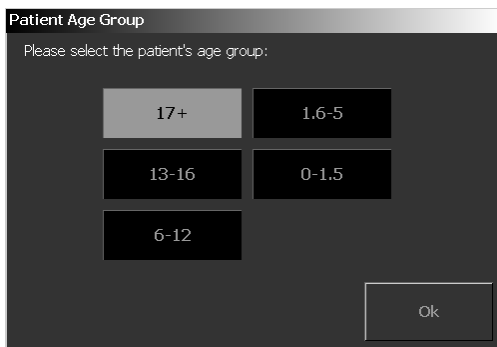 Patient Age Group
Please select the patient's age group:
17+ 1.6-5
13-16 0-1.5
6-12
Ok